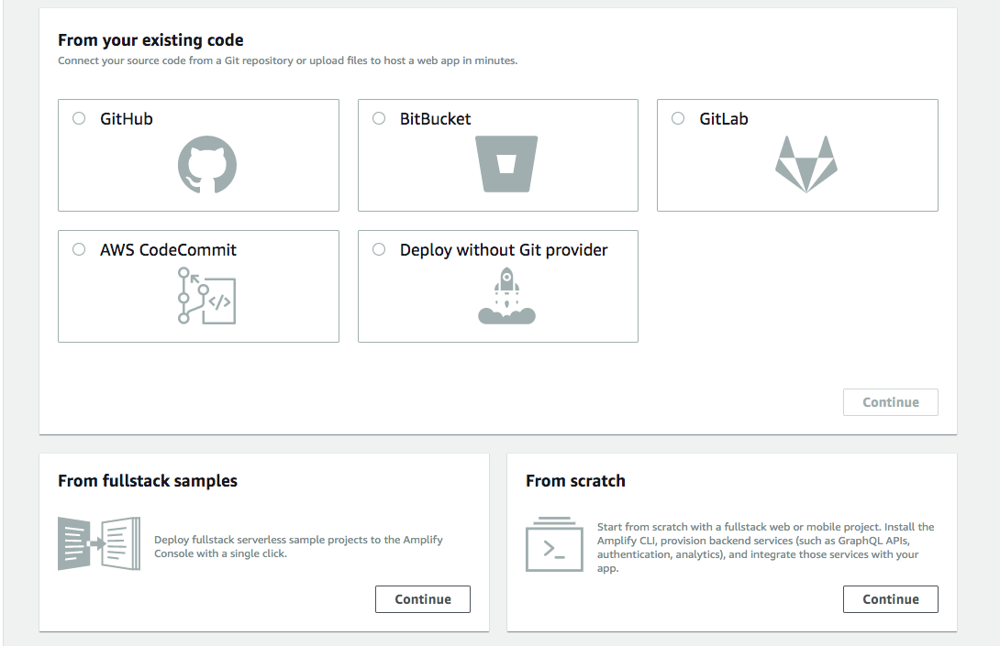 From your existing code
Connect your source code from a Git repository or upload files to host a web app in minutes.
GitHub
BitBucket
GitLab
AWS CodeCommit
Deploy without Git provider
Continue
From fullstack samples
Deploy fullstack serverless sample projects to the Amplify
Console with a single click.
Continue
From scratch
Start from scratch with a fullstack web or mobile project. Install the
Amplify CLI, provision backend services (such as GraphQL APIs,
authentication, analytics), and integrate those services with your
app.
Continue